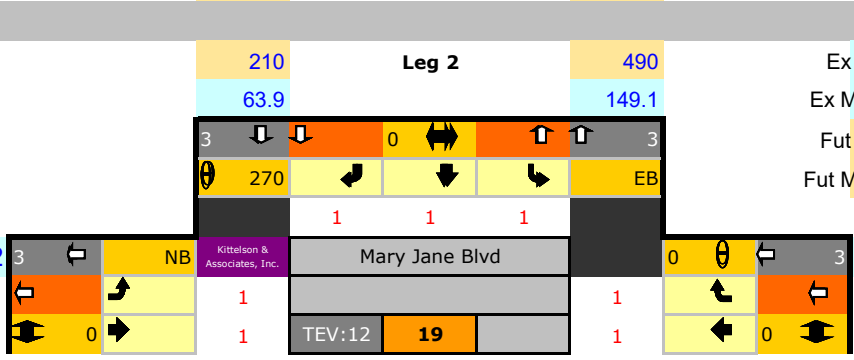 210 Leg 2 490 Ex
63.9 149.1 Ex M
3 0 3 Fut
θ 270 EB Fut M
1 1 1
3 NB Kittelson & Associates, Inc. Mary Jane Blvd 0 θ 3
1 1
0 1 TEV:12 19 1 0